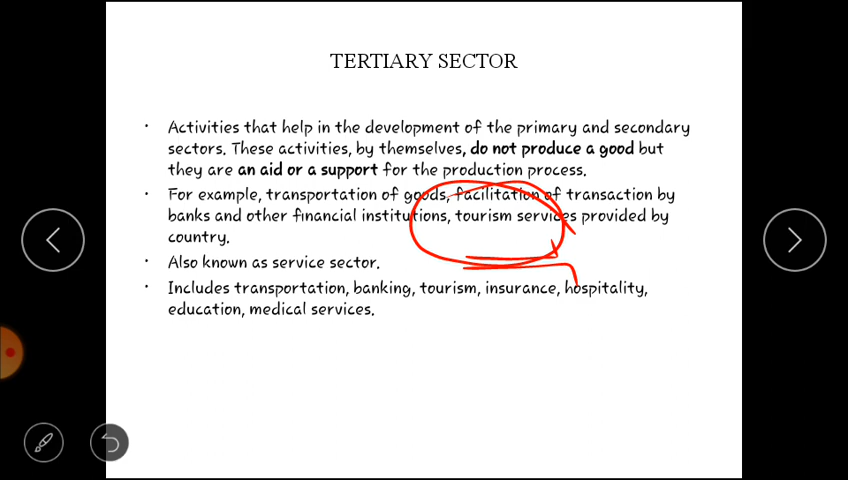 TERTIARY SECTOR
• Activities that help in the development of the primary and secondary
sectors. These activities, by themselves, do not produce a good but
they are an aid or a support for the production process.
• For example, transportation of goods, facilitation of transaction by
banks and other financial institutions, tourism services provided by
country.
• Also known as service sector.
• Includes transportation, banking, tourism, insurance, hospitality,
education, medical services.